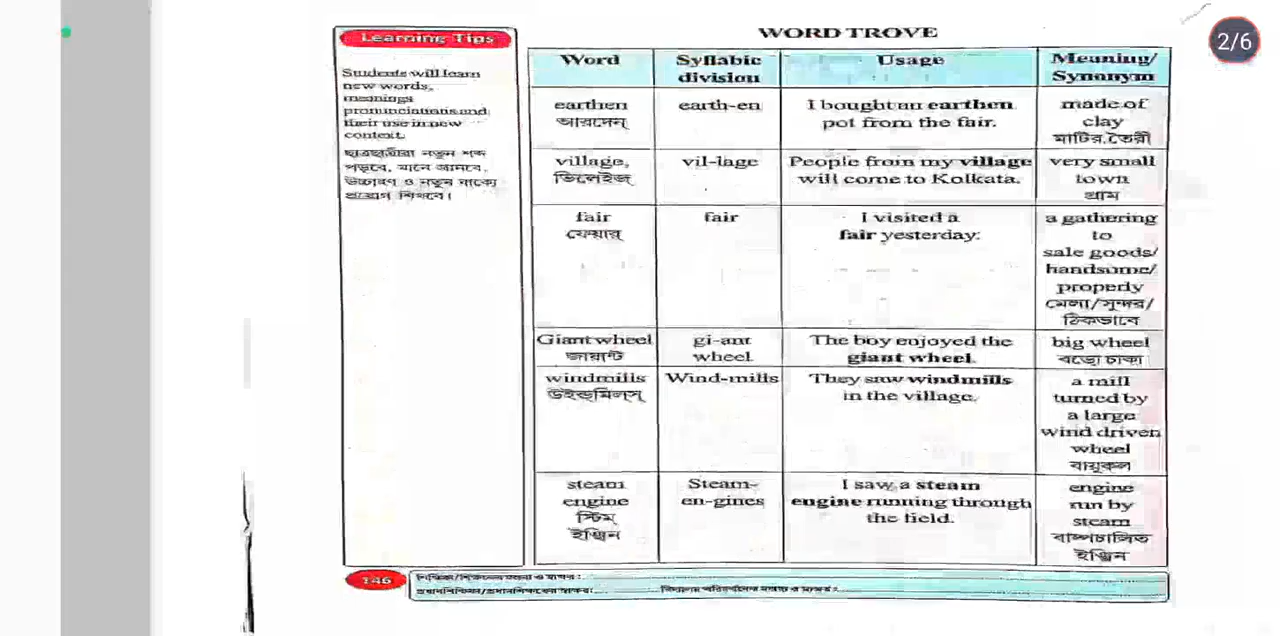 2/6
Learning Tips
Students will learn
new words,
meanings
pronunciations and
their use in new
context.
ছাত্রছাত্রীরা নতুন শব্দ
পড়বে, মানে জানবে,
উচ্চারণ ও নতুন বাক্যে
প্রয়োগ শিখবে।
WORD TROVE
Word Syllabic division Usage Meaning/ Synonym
earthen earth-en I bought an earthen made of
আরদেন্ pot from the fair. clay
মাটির তৈরী
village, vil-lage People from my village very small
ভিলেইজ্ will come to Kolkata. town
গ্রাম
fair fair I visited a a gathering
ফেয়ার্ fair yesterday. to
sale goods/
handsome/
properly
মেলা/সুন্দর/
ঠিকভাবে
Giant wheel gi-ant The boy enjoyed the big wheel
জায়ান্ট wheel giant wheel. বড়ো চাকা
windmills Wind-mills They saw windmills a mill
উইন্ড্‌মিলস্ in the village. turned by
a large
wind driven
wheel
বায়ুকল
steam Steam- I saw a steam engine
engine en-gines engine running through run by
স্টিম্ the field. steam
ইঞ্জিন বাষ্পচালিত
ইঞ্জিন
146